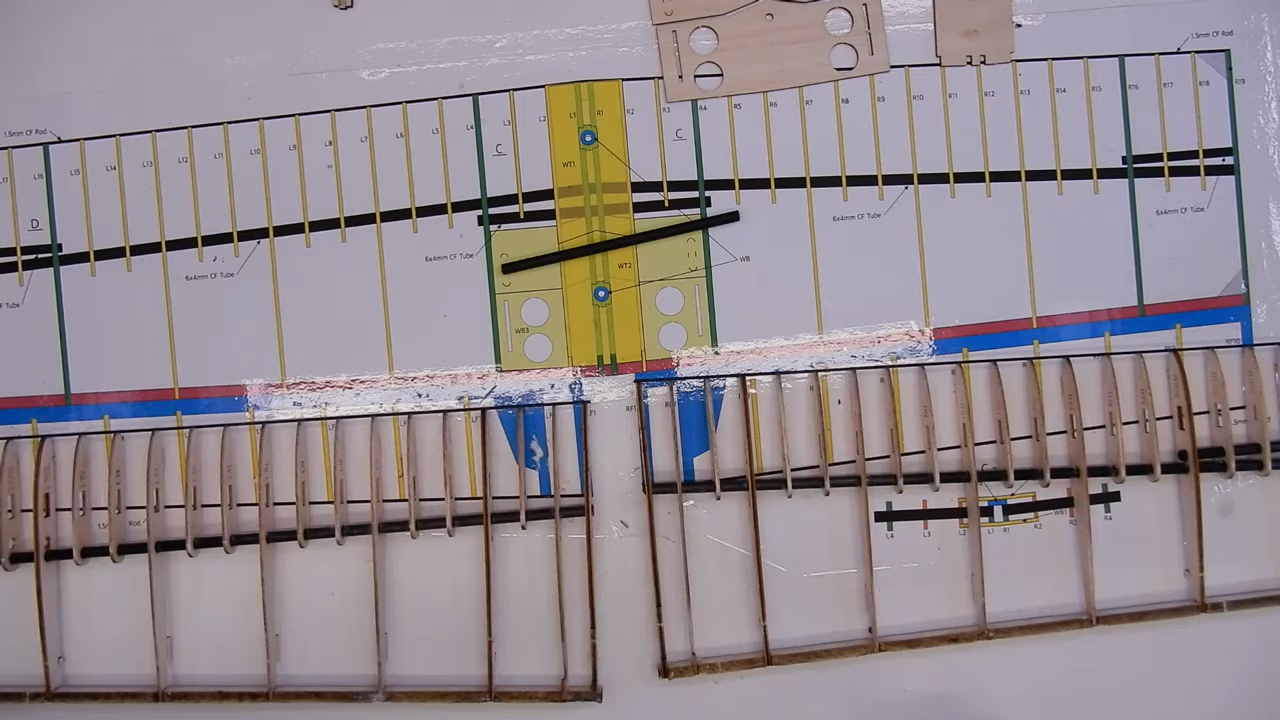 1.5mm CF Rod
R19
R18
R17
R16
R15
R14
R13
R12
R11
R10
R9
R8
R7
R6
R5
R4
R3
R2
R1
L1
L2
L3
L4
L5
L6
L7
L8
L9
L10
L11
L12
L13
L14
L15
L16
L17
1.5mm CF Rod
C
C
D
WT1
WT2
WB
WB3
6x4mm CF Tube
6x4mm CF Tube
6x4mm CF Tube
6x4mm CF Tube
F Tube
RF1
LF1
L4
L3
L2
L1
R1
R2
WB1
R3
R4